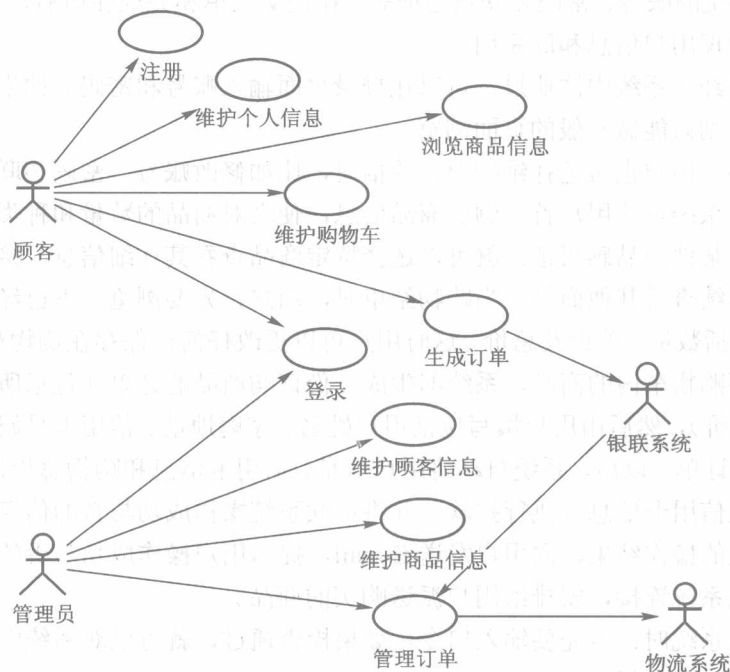 注册
维护个人信息
浏览商品信息
顾客
维护购物车
生成订单
登录
银联系统
维护顾客信息
维护商品信息
管理员
管理订单
物流系统